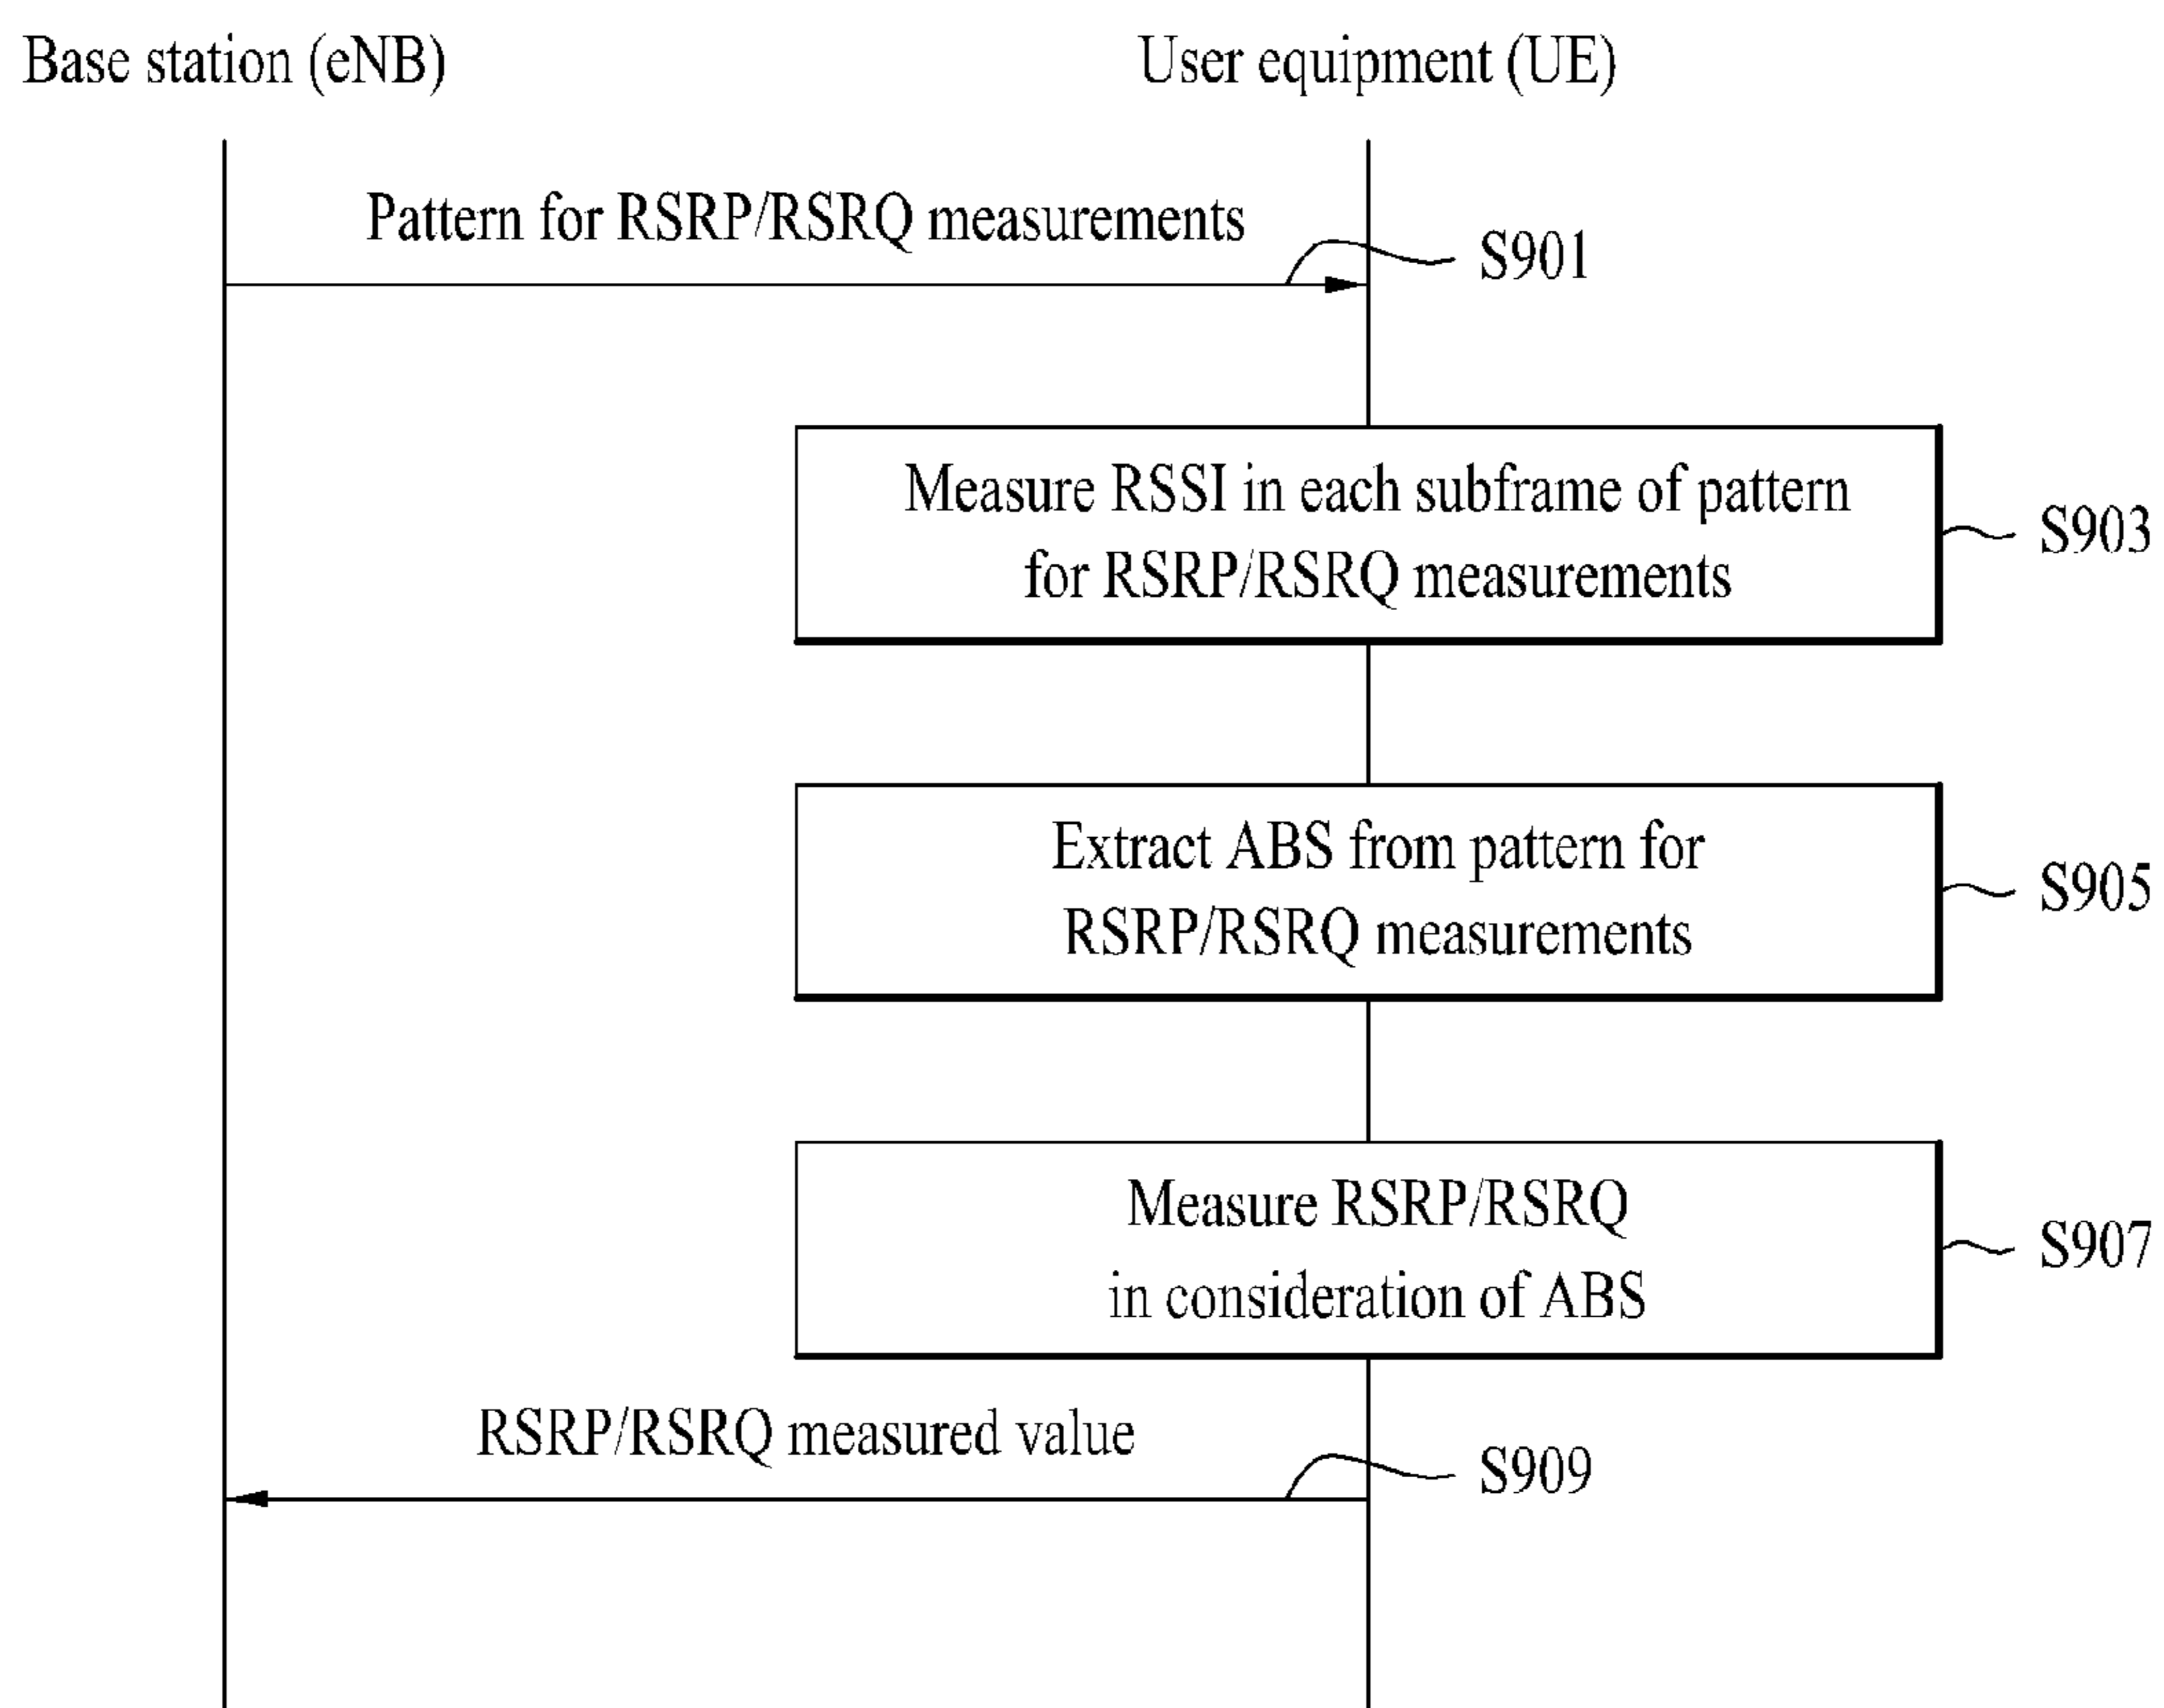 Base station (eNB)
User equipment (UE)
Pattern for RSRP/RSRQ measurements
S901
Measure RSSI in each subframe of pattern
for RSRP/RSRQ measurements
S903
Extract ABS from pattern for
RSRP/RSRQ measurements
S905
Measure RSRP/RSRQ
in consideration of ABS
S907
RSRP/RSRQ measured value
S909